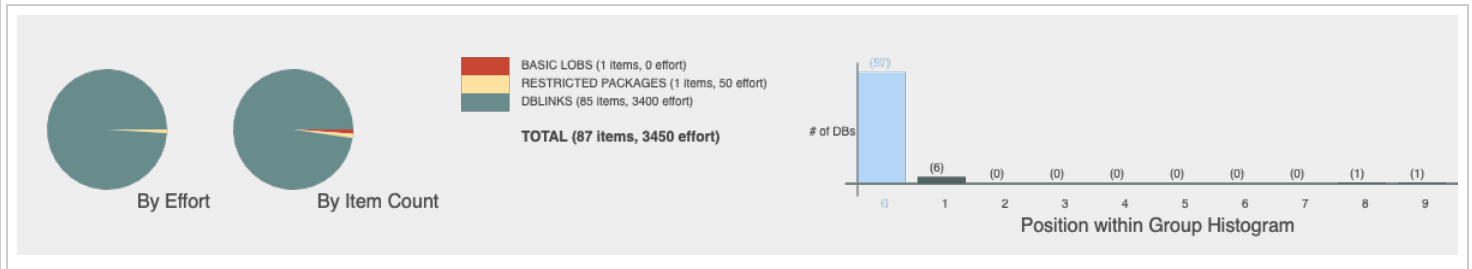 BASIC LOBS (1 items, 0 effort)
RESTRICTED PACKAGES (1 items, 50 effort)
DBLINKS (85 items, 3400 effort)
TOTAL (87 items, 3450 effort)
By Effort
By Item Count
# of DBs
(6)
(0)
(0)
(0)
(0)
(0)
(0)
(1)
(1)
1
2
3
4
5
6
7
8
9
Position within Group Histogram